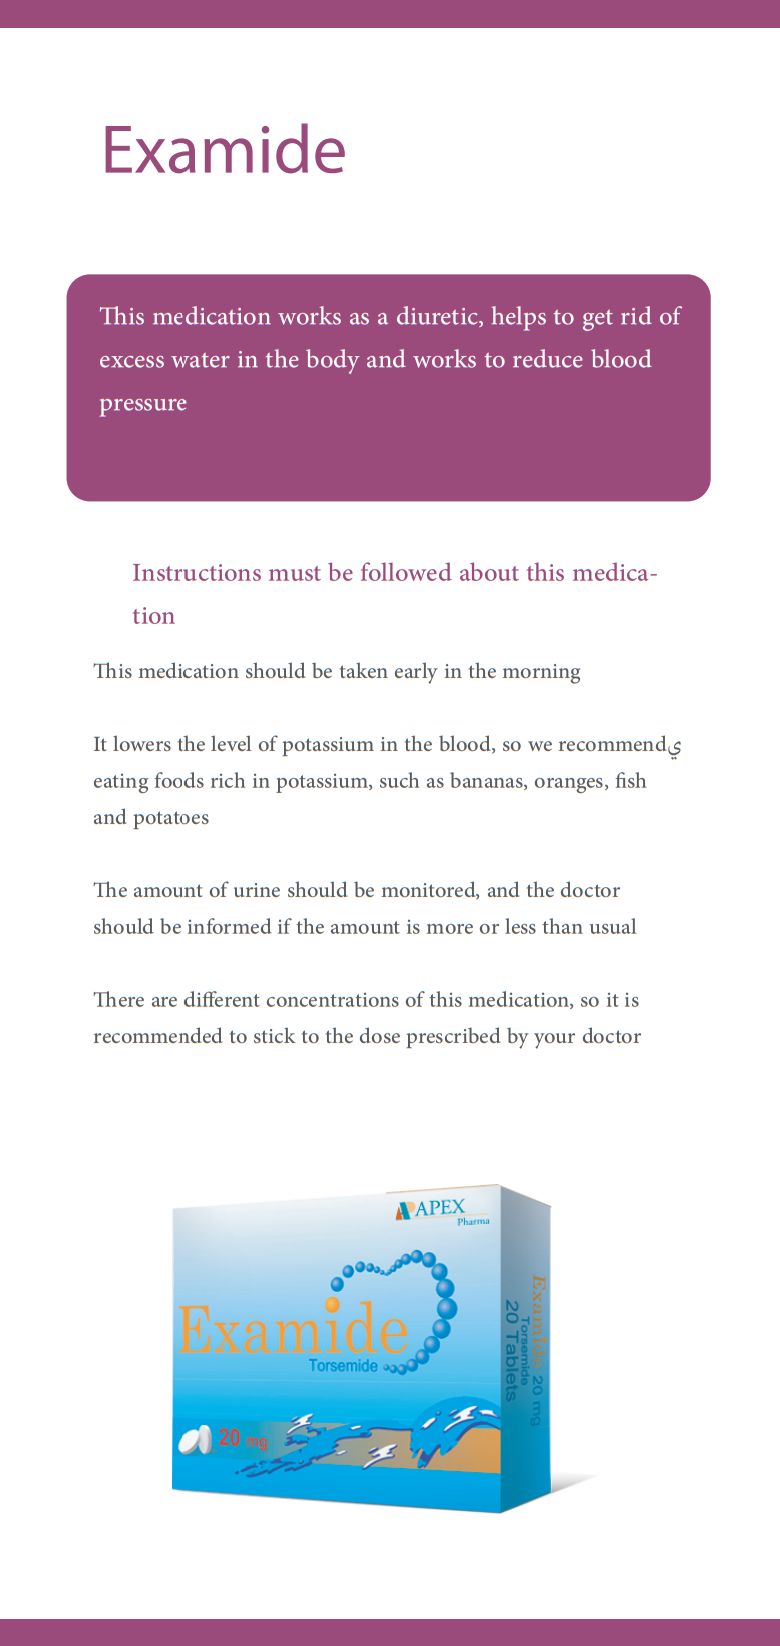 Examide
This medication works as a diuretic, helps to get rid of
excess water in the body and works to reduce blood
pressure
Instructions must be followed about this medica-
tion
This medication should be taken early in the morning
It lowers the level of potassium in the blood, so we recommendي
eating foods rich in potassium, such as bananas, oranges, fish
and potatoes
The amount of urine should be monitored, and the doctor
should be informed if the amount is more or less than usual
There are different concentrations of this medication, so it is
recommended to stick to the dose prescribed by your doctor
APEX
Pharma
Examide
Torsemide
20 mg
Examide 20 mg
Torsemide
20 Tablets